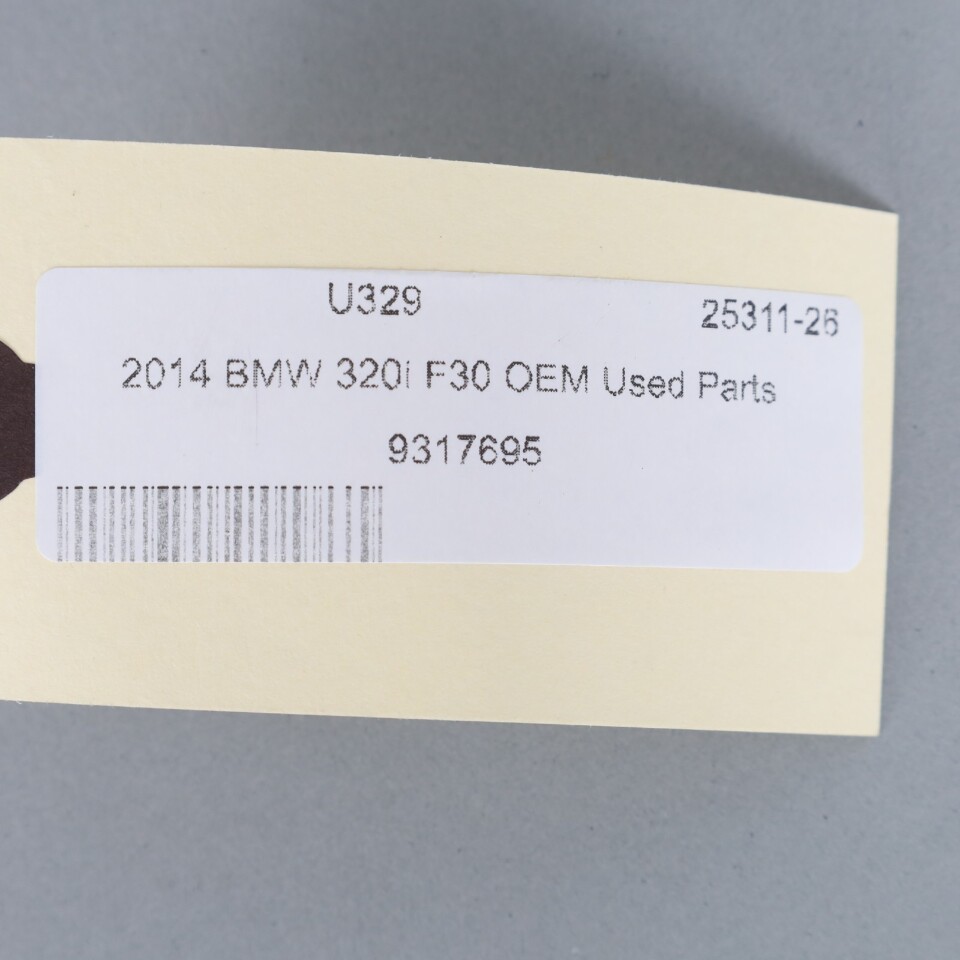 U329 25311-26
2014 BMW 320i F30 OEM Used Parts
9317695